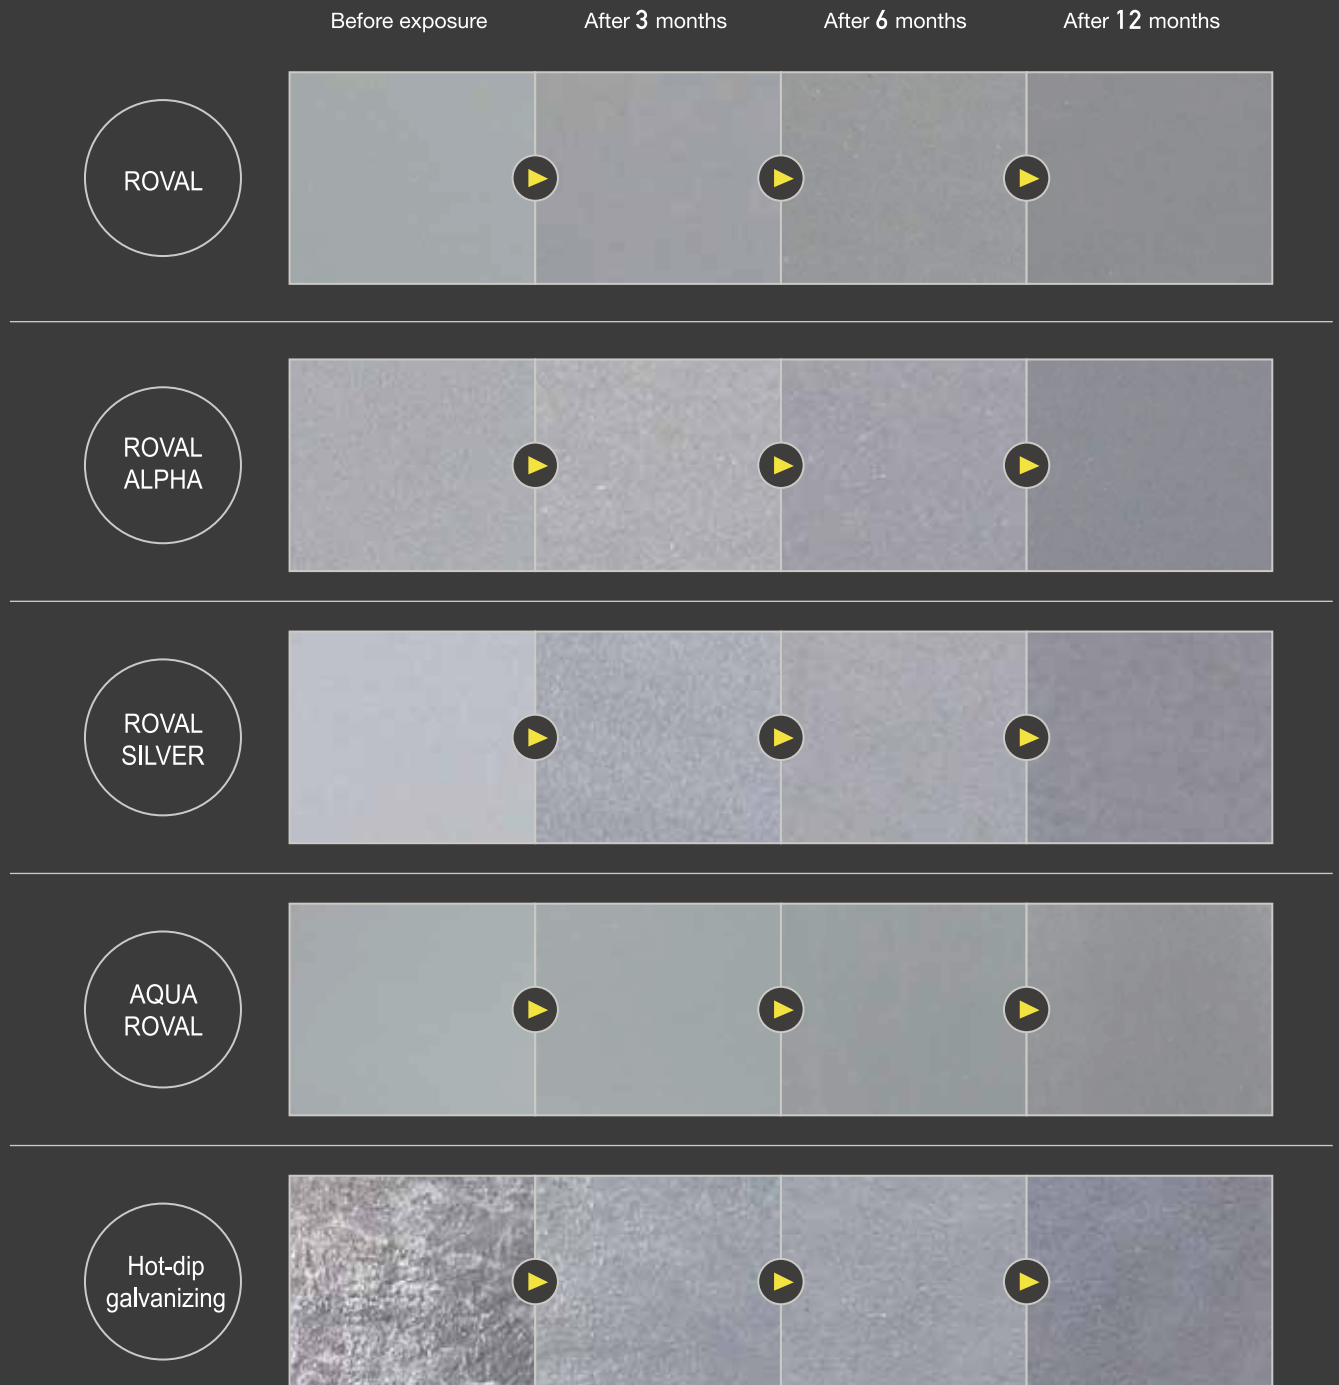 Before exposure
After 3 months
After 6 months
After 12 months
ROVAL
ROVAL
ALPHA
ROVAL
SILVER
AQUA
ROVAL
Hot-dip
galvanizing